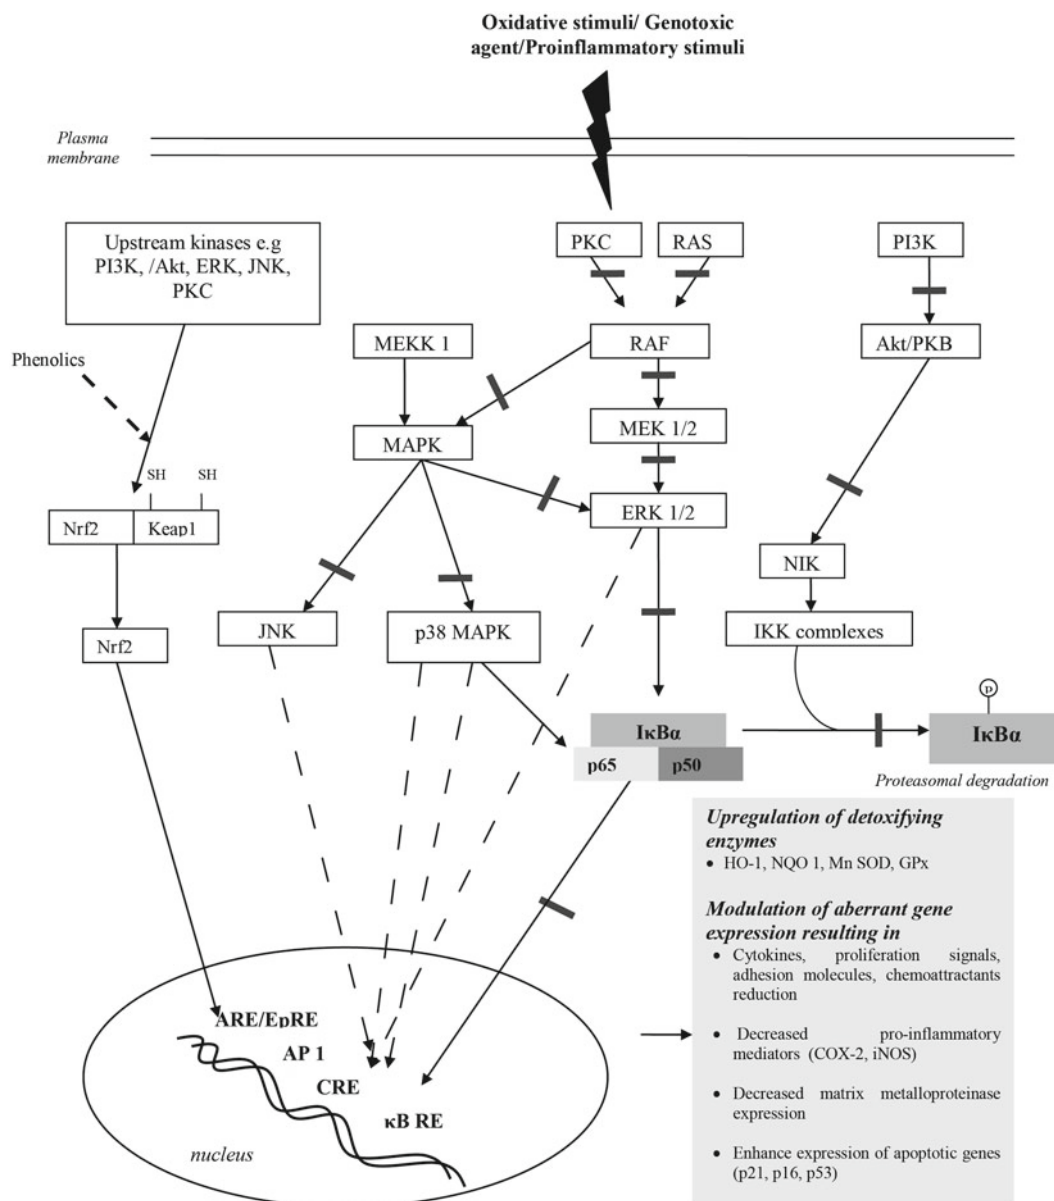 Oxidative stimuli/ Genotoxic
agent/Proinflammatory stimuli
Plasma
membrane
Upstream kinases e.g
PI3K, /Akt, ERK, JNK,
PKC
PKC
RAS
PI3K
Phenolics
MEKK 1
RAF
Akt/PKB
MAPK
MEK 1/2
SH
SH
Nrf2
Keap1
ERK 1/2
NIK
Nrf2
JNK
p38 MAPK
IKK complexes
p
IκBα
IκBα
p65
p50
Proteasomal degradation
Upregulation of detoxifying
enzymes
• HO-1, NQO 1, Mn SOD, GPx
Modulation of aberrant gene
expression resulting in
• Cytokines, proliferation signals,
adhesion molecules, chemoattractants
reduction
• Decreased pro-inflammatory
mediators (COX-2, iNOS)
• Decreased matrix metalloproteinase
expression
• Enhance expression of apoptotic genes
(p21, p16, p53)
ARE/EpRE
AP 1
CRE
κB RE
nucleus